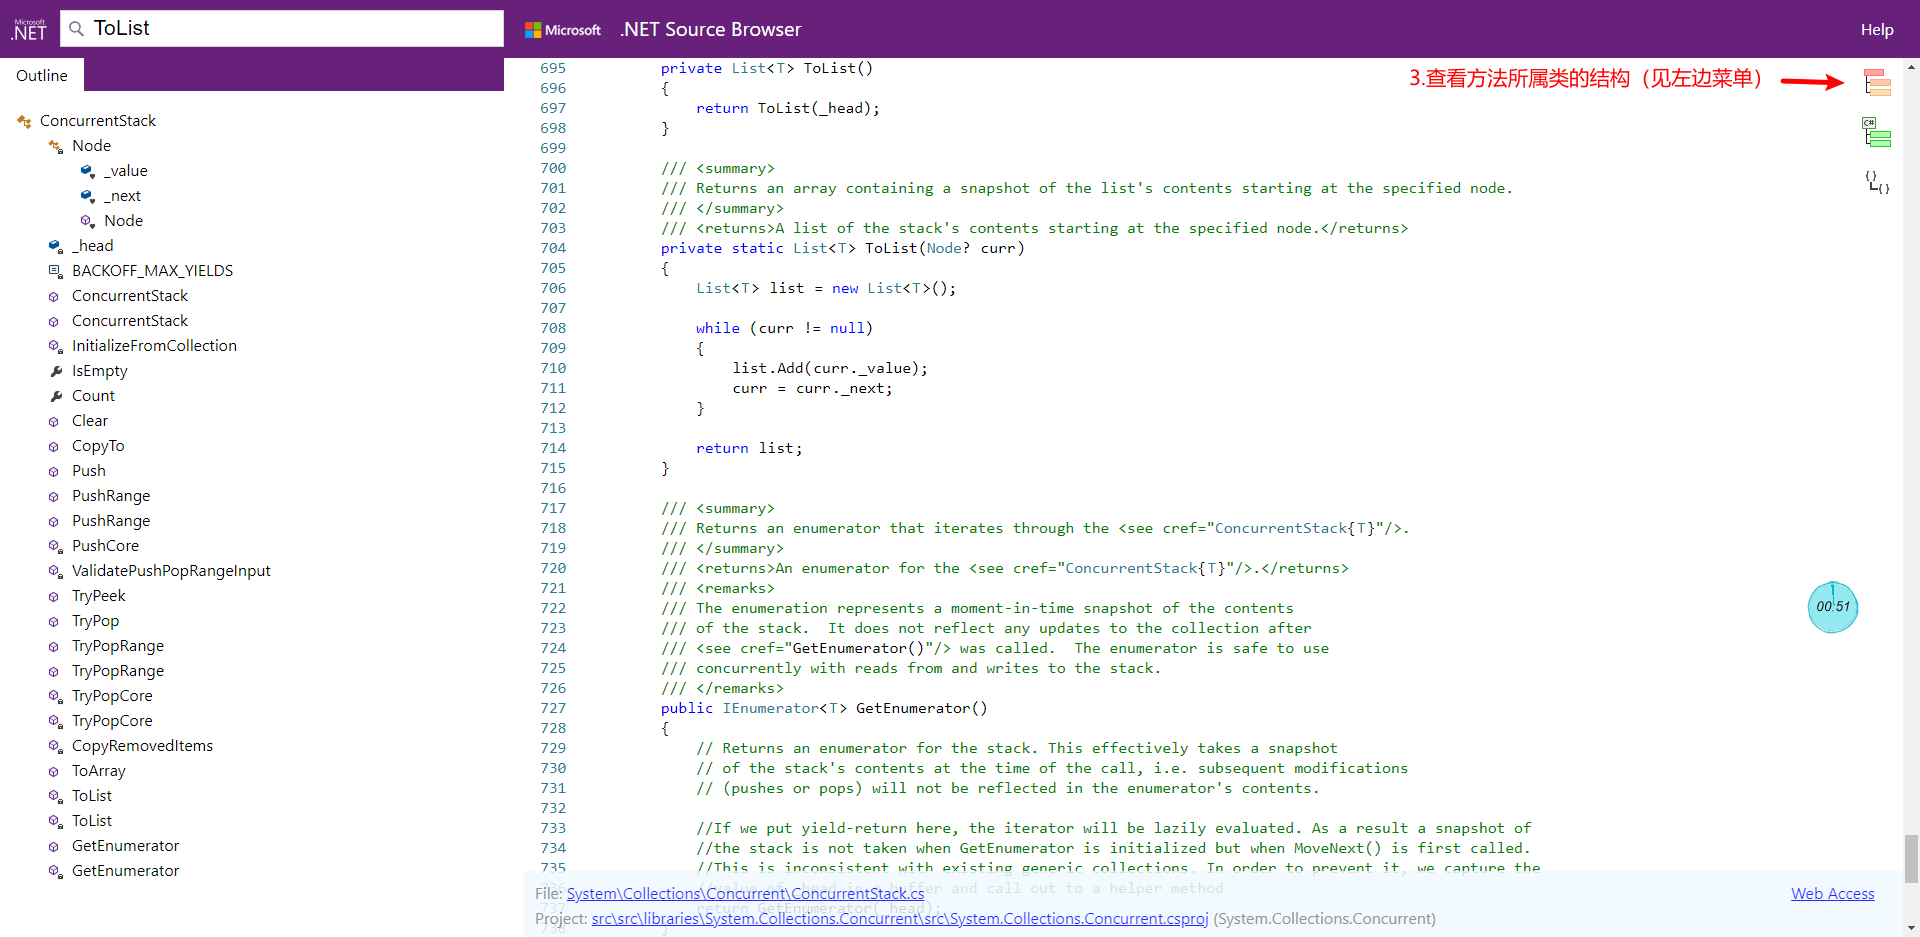 Microsoft
.NET
ToList
Microsoft
.NET Source Browser
Help
Outline
ConcurrentStack
Node
_value
_next
Node
_head
BACKOFF_MAX_YIELDS
ConcurrentStack
ConcurrentStack
InitializeFromCollection
IsEmpty
Count
Clear
CopyTo
Push
PushRange
PushRange
PushCore
ValidatePushPopRangeInput
TryPeek
TryPop
TryPopRange
TryPopRange
TryPopCore
TryPopCore
CopyRemovedItems
ToArray
ToList
ToList
GetEnumerator
GetEnumerator
695 private List<T> ToList()
696 {
697 return ToList(_head);
698 }
699
700 /// <summary>
701 /// Returns an array containing a snapshot of the list's contents starting at the specified node.
702 /// </summary>
703 /// <returns>A list of the stack's contents starting at the specified node.</returns>
704 private static List<T> ToList(Node? curr)
705 {
706 List<T> list = new List<T>();
707
708 while (curr != null)
709 {
710 list.Add(curr._value);
711 curr = curr._next;
712 }
713
714 return list;
715 }
716
717 /// <summary>
718 /// Returns an enumerator that iterates through the <see cref="ConcurrentStack{T}"/>.
719 /// </summary>
720 /// <returns>An enumerator for the <see cref="ConcurrentStack{T}"/>.</returns>
721 /// <remarks>
722 /// The enumeration represents a moment-in-time snapshot of the contents
723 /// of the stack.  It does not reflect any updates to the collection after
724 /// <see cref="GetEnumerator()"/> was called.  The enumerator is safe to use
725 /// concurrently with reads from and writes to the stack.
726 /// </remarks>
727 public IEnumerator<T> GetEnumerator()
728 {
729 // Returns an enumerator for the stack. This effectively takes a snapshot
730 // of the stack's contents at the time of the call, i.e. subsequent modifications
731 // (pushes or pops) will not be reflected in the enumerator's contents.
732
733 //If we put yield-return here, the iterator will be lazily evaluated. As a result a snapshot of
734 //the stack is not taken when GetEnumerator is initialized but when MoveNext() is first called.
735 //This is inconsistent with existing generic collections. In order to prevent it, we capture the
736 //value of _head in a buffer and call out to a helper method
737 return GetEnumerator(_head);
738 }
3.查看方法所属类的结构（见左边菜单）
C#
{}
{}
00:51
File: System\Collections\Concurrent\ConcurrentStack.cs
Web Access
Project: src\src\libraries\System.Collections.Concurrent\src\System.Collections.Concurrent.csproj (System.Collections.Concurrent)